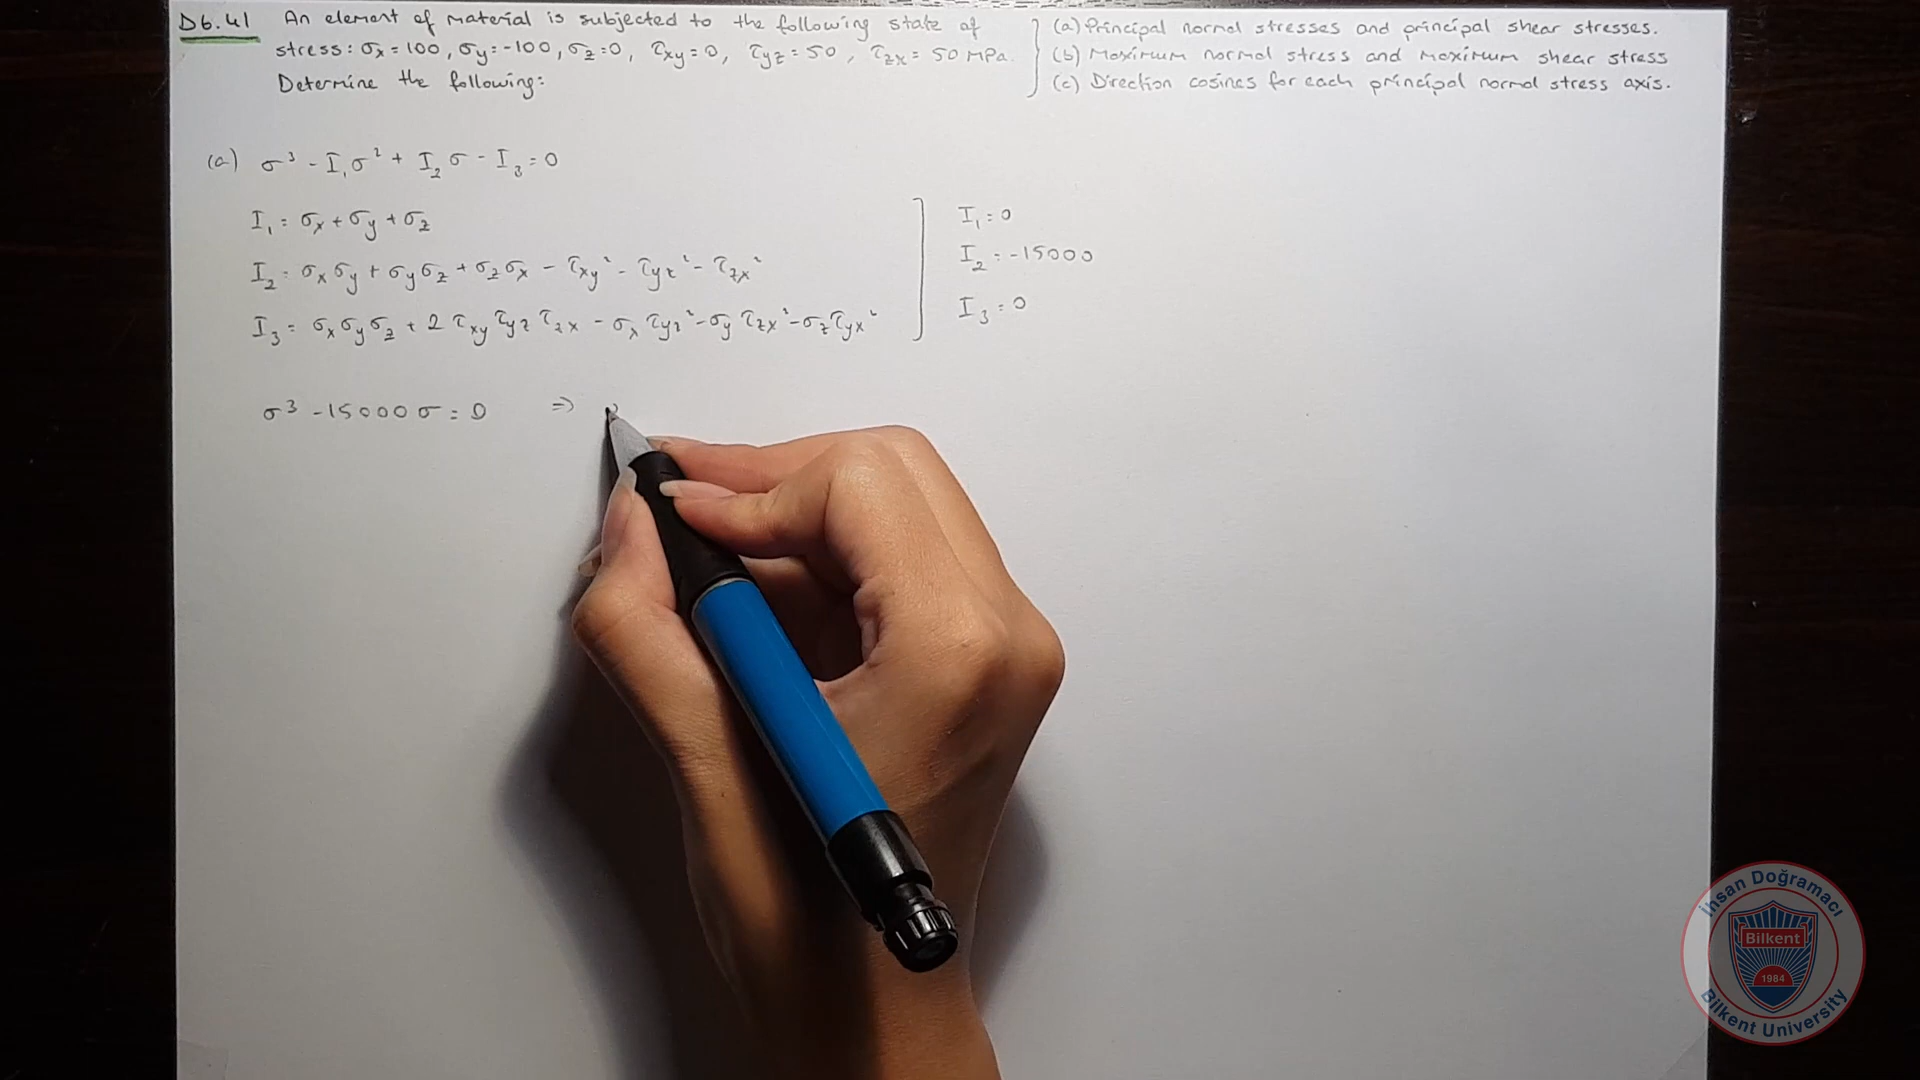 D6.41 An element of material is subjected to the following state of
stress: σx = 100, σy = -100, σz = 0, τxy = 0, τyz = 50, τzx = 50 MPa.
Determine the following:
(a) Principal normal stresses and principal shear stresses.
(b) Maximum normal stress and maximum shear stress
(c) Direction cosines for each principal normal stress axis.
(a) σ³ - I₁σ² + I₂σ - I₃ = 0
I₁ = σx + σy + σz
I₂ = σxσy + σyσz + σzσx - τxy² - τyz² - τzx²
I₃ = σxσyσz + 2τxyτyzτzx - σxτyz² - σyτzx² - σzτyx²
I₁ = 0
I₂ = -15000
I₃ = 0
σ³ - 15000σ = 0 ⇒
İhsan Doğramacı
Bilkent
1984
Bilkent University